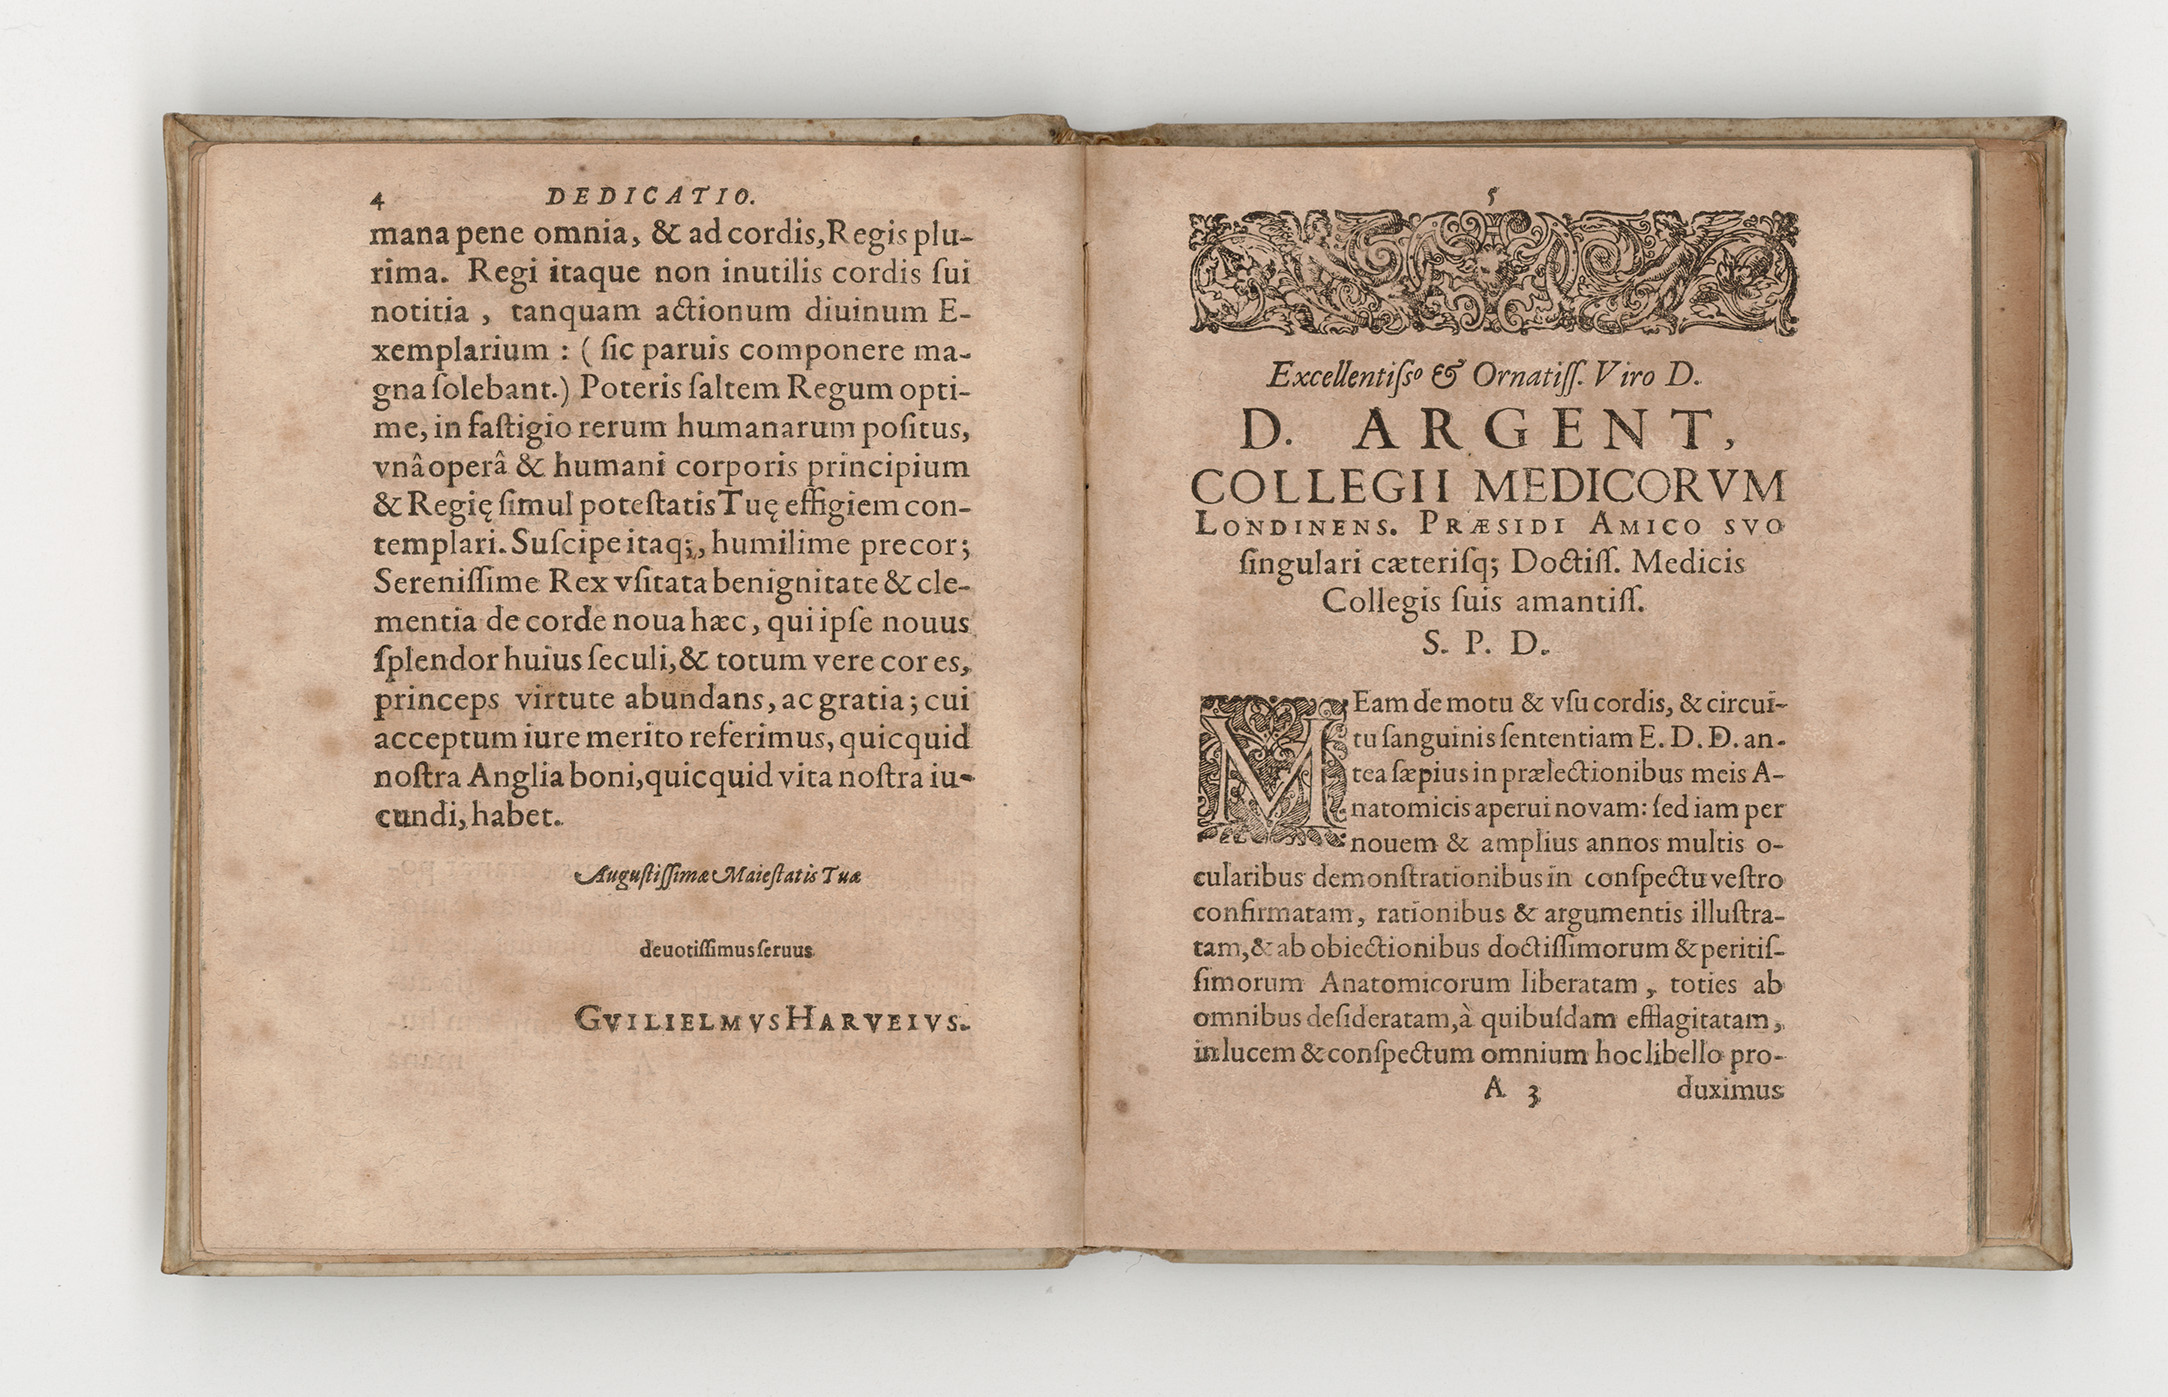 4 DEDICATIO.
mana pene omnia, & ad cordis, Regis plu-
rima. Regi itaque non inutilis cordis ſui
notitia, tanquam actionum diuinum E-
xemplarium : ( ſic paruis componere ma-
gna ſolebant.) Poteris ſaltem Regum opti-
me, in faſtigio rerum humanarum poſitus,
vnâ operâ & humani corporis principium
& Regię ſimul poteſtatis Tuę effigiem con-
templari. Suſcipe itaq;, humilime precor;
Sereniſſime Rex vſitata benignitate & cle-
mentia de corde noua hæc, qui ipſe nouus
ſplendor huius ſeculi, & totum vere cor es,
princeps virtute abundans, ac gratia; cui
acceptum iure merito referimus, quicquid
noſtra Anglia boni, quicquid vita noſtra iu-
cundi, habet.
Auguſtiſſimæ Maieſtatis Tuæ
deuotiſſimus ſeruus
GVILIELMVS HARVEIVS.
5
Excellentiſsº & Ornatiſſ. Viro D.
D. ARGENT,
COLLEGII MEDICORVM
LONDINENS. PRÆSIDI AMICO SVO
ſingulari cæteriſq; Doctiſſ. Medicis
Collegis ſuis amantiſſ.
S. P. D.
MEam de motu & vſu cordis, & circui-
tu ſanguinis ſententiam E. D. D. an-
tea ſæpius in prælectionibus meis A-
natomicis aperui novam: ſed iam per
nouem & amplius annos multis o-
cularibus demonſtrationibus in conſpectu veſtro
confirmatam, rationibus & argumentis illuſtra-
tam, & ab obiectionibus doctiſſimorum & peritiſ-
ſimorum Anatomicorum liberatam, toties ab
omnibus deſideratam, à quibuſdam efflagitatam,
in lucem & conſpectum omnium hoc libello pro-
A 3 duximus